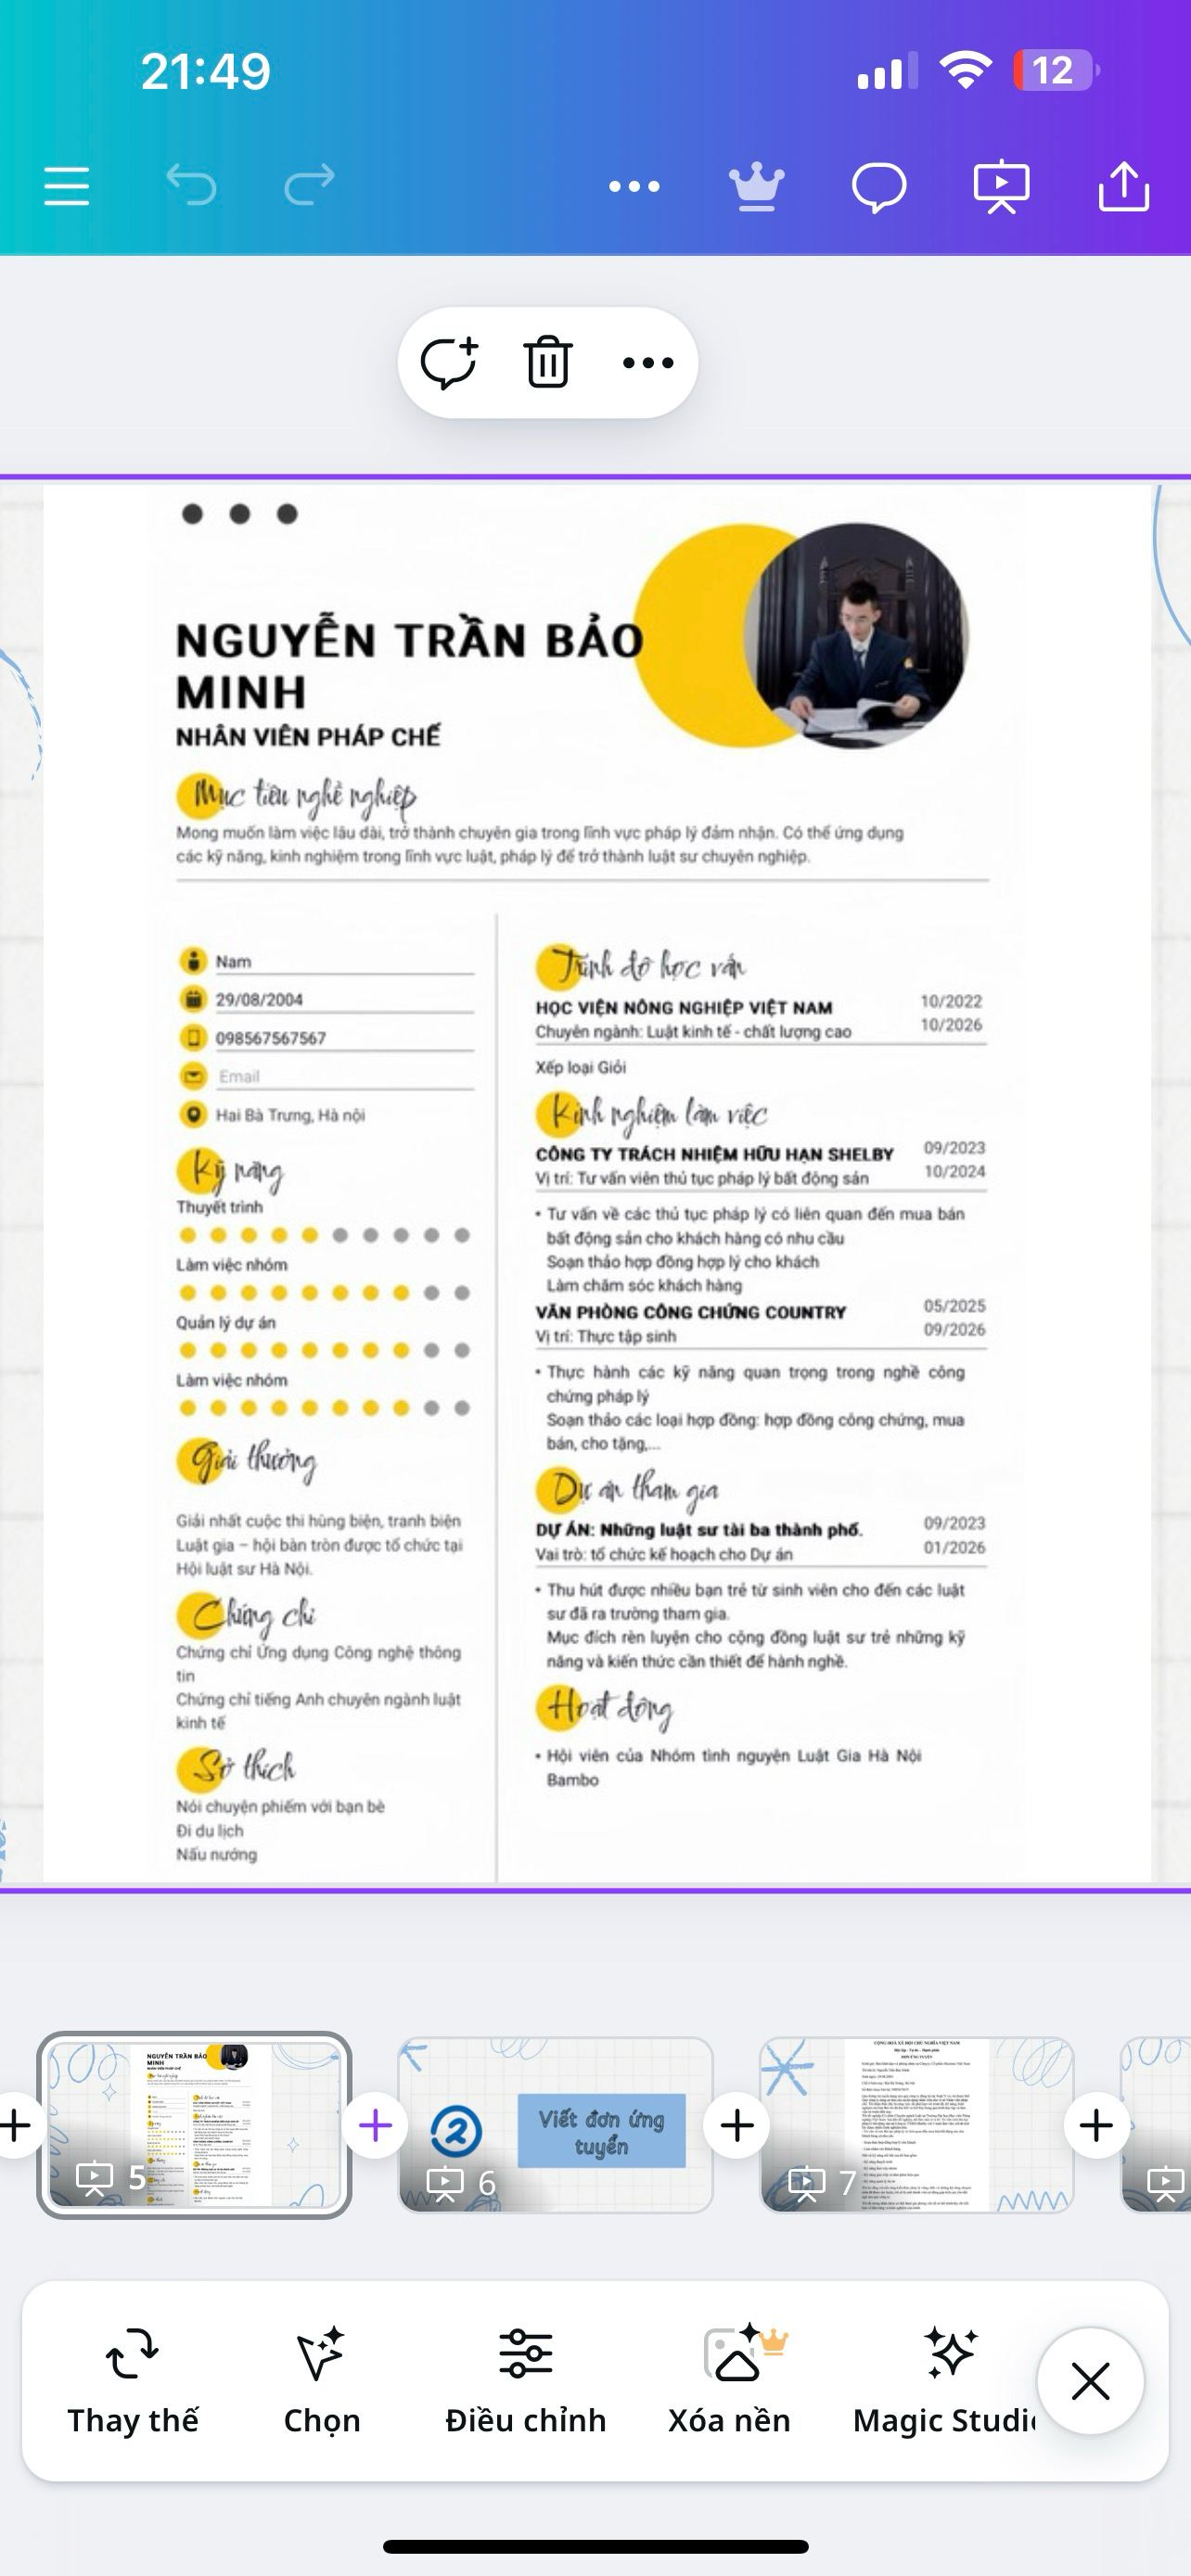 21:49
12
NGUYỄN TRẦN BẢO
MINH
NHÂN VIÊN PHÁP CHẾ
Mục tiêu nghề nghiệp
Mong muốn làm việc lâu dài, trở thành chuyên gia trong lĩnh vực pháp lý đảm nhận. Có thể ứng dụng
các kỹ năng, kinh nghiệm trong lĩnh vực luật, pháp lý để trở thành luật sư chuyên nghiệp.
Nam
29/08/2004
098567567567
Email
Hai Bà Trưng, Hà nội
Kỹ năng
Thuyết trình
Làm việc nhóm
Quản lý dự án
Làm việc nhóm
Giải thưởng
Giải nhất cuộc thi hùng biện, tranh biện
Luật gia – hội bàn tròn được tổ chức tại
Hội luật sư Hà Nội.
Chứng chỉ
Chứng chỉ Ứng dụng Công nghệ thông
tin
Chứng chỉ tiếng Anh chuyên ngành luật
kinh tế
Sở thích
Nói chuyện phiếm với bạn bè
Đi du lịch
Nấu nướng
Trình độ học vấn
HỌC VIỆN NÔNG NGHIỆP VIỆT NAM 10/2022
Chuyên ngành: Luật kinh tế - chất lượng cao 10/2026
Xếp loại Giỏi
Kinh nghiệm làm việc
CÔNG TY TRÁCH NHIỆM HỮU HẠN SHELBY 09/2023
Vị trí: Tư vấn viên thủ tục pháp lý bất động sản 10/2024
• Tư vấn về các thủ tục pháp lý có liên quan đến mua bán
bất động sản cho khách hàng có nhu cầu
Soạn thảo hợp đồng hợp lý cho khách
Làm chăm sóc khách hàng
VĂN PHÒNG CÔNG CHỨNG COUNTRY 05/2025
Vị trí: Thực tập sinh 09/2026
• Thực hành các kỹ năng quan trọng trong nghề công
chứng pháp lý
Soạn thảo các loại hợp đồng: hợp đồng công chứng, mua
bán, cho tặng,...
Dự án tham gia
DỰ ÁN: Những luật sư tài ba thành phố. 09/2023
Vai trò: tổ chức kế hoạch cho Dự án 01/2026
• Thu hút được nhiều bạn trẻ từ sinh viên cho đến các luật
sư đã ra trường tham gia.
Mục đích rèn luyện cho cộng đồng luật sư trẻ những kỹ
năng và kiến thức cần thiết để hành nghề.
Hoạt động
• Hội viên của Nhóm tình nguyện Luật Gia Hà Nội
Bambo
NGUYỄN TRẦN BẢO
MINH
5
2
Viết đơn ứng
tuyển
6
7
Thay thế
Chọn
Điều chỉnh
Xóa nền
Magic Studio